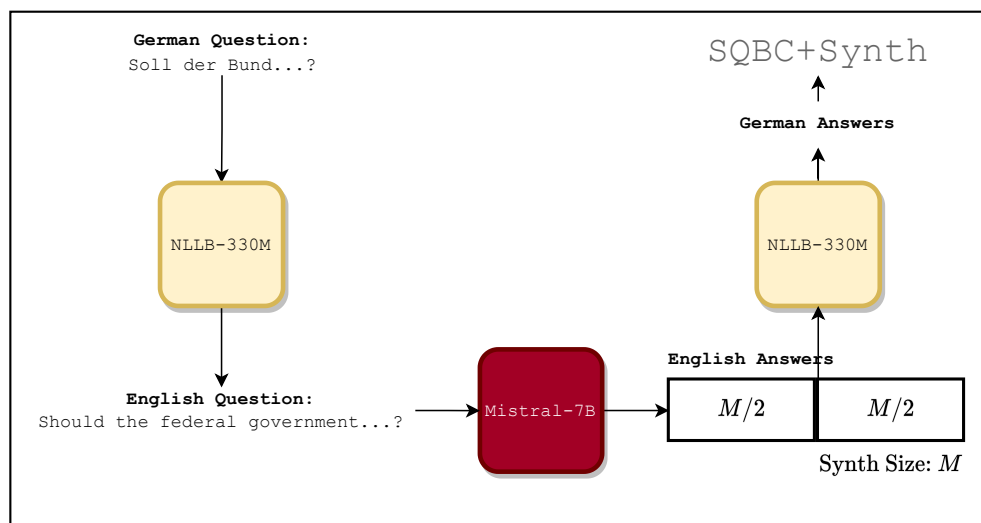 German Question:
Soll der Bund...?
NLLB-330M
English Question:
Should the federal government...?
Mistral-7B
English Answers
M/2
M/2
Synth Size: M
NLLB-330M
German Answers
SQBC+Synth